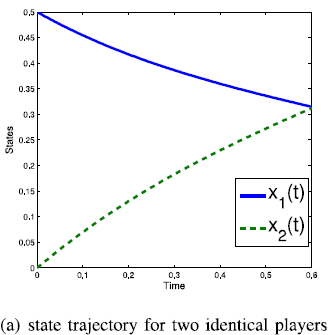 0,5
0,45
0,4
0,35
0,3
0,25
0,2
0,15
0,1
0,05
0
States
0 0,1 0,2 0,3 0,4 0,5 0,6
Time
x1(t)
x2(t)
(a) state trajectory for two identical players